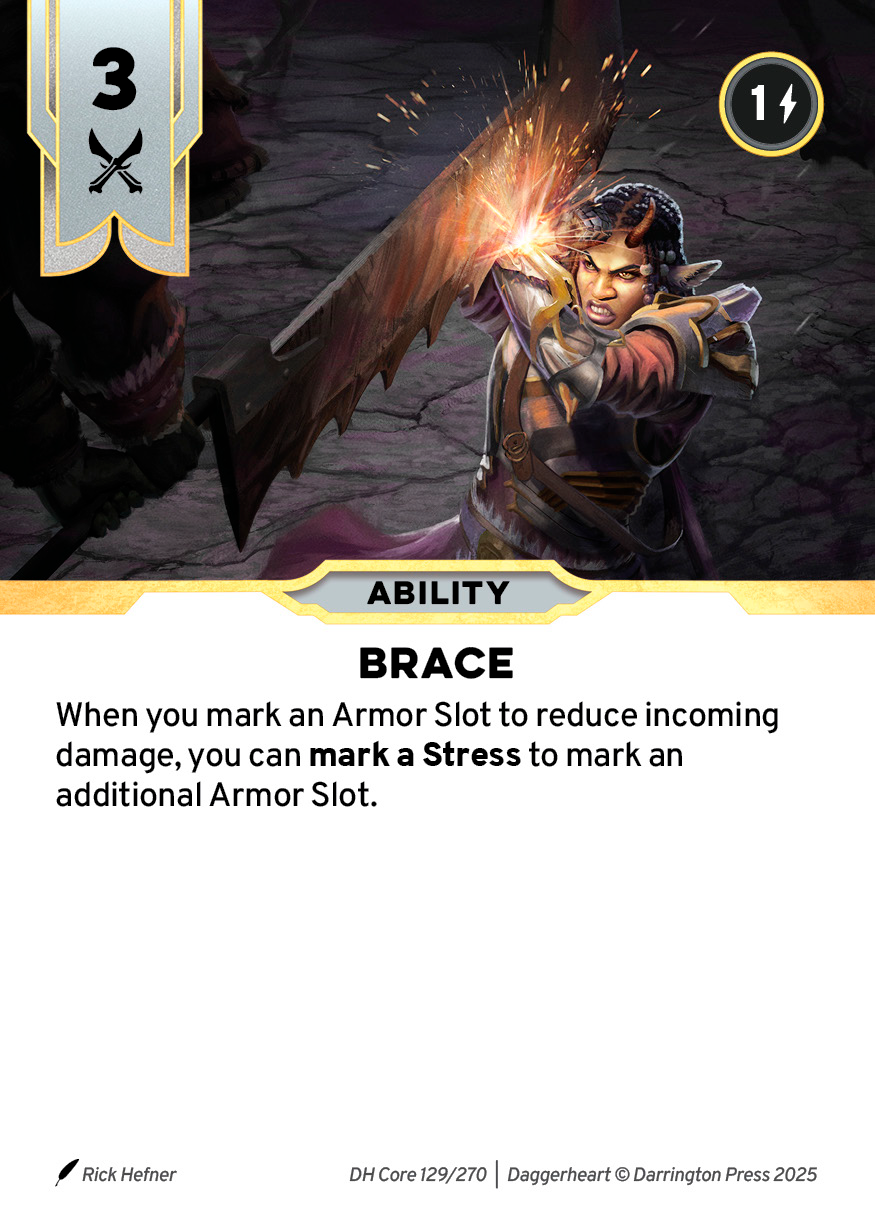 3
1
ABILITY
BRACE
When you mark an Armor Slot to reduce incoming
damage, you can mark a Stress to mark an
additional Armor Slot.
Rick Hefner
DH Core 129/270 | Daggerheart © Darrington Press 2025